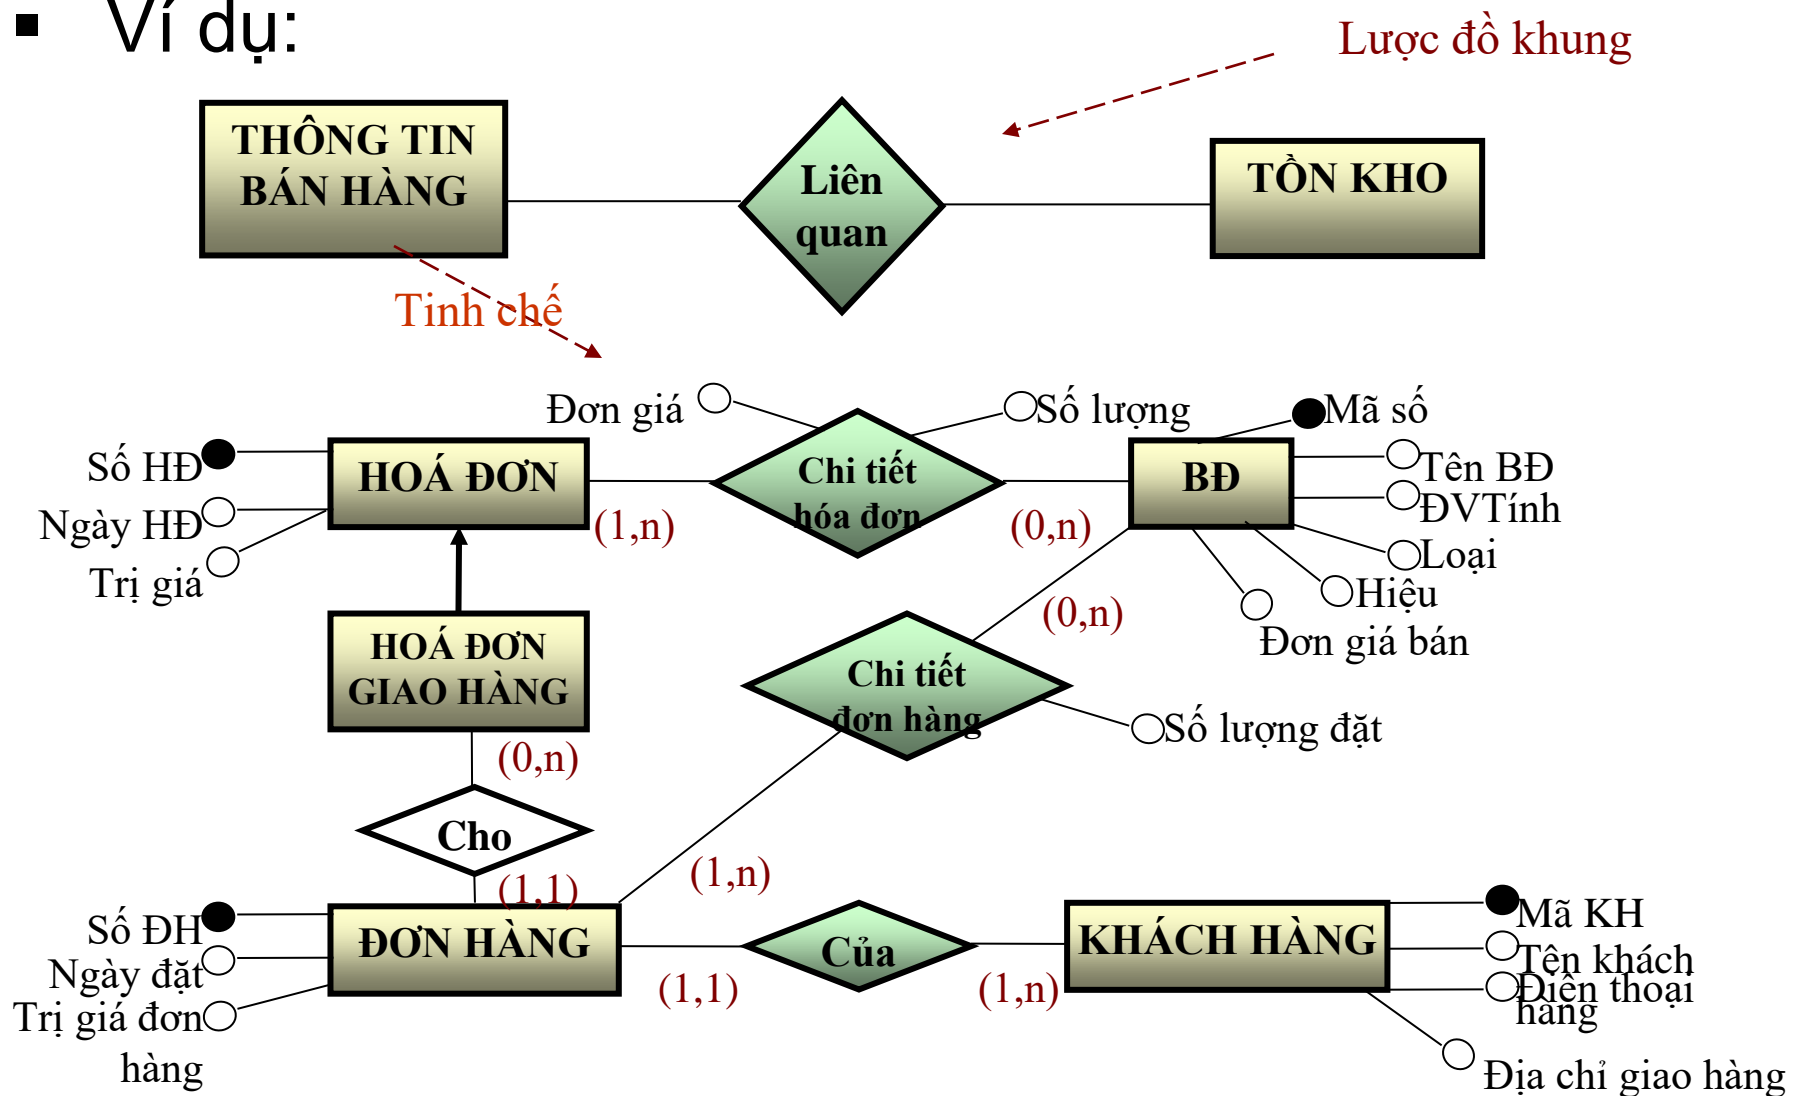 ▪ Ví dụ:
Lược đồ khung
THÔNG TIN
BÁN HÀNG
Liên
quan
TỒN KHO
Tinh chế
Đơn giá
Số lượng
Mã số
Số HĐ
HOÁ ĐƠN
Chi tiết
hóa đơn
BĐ
Tên BĐ
ĐVTính
Ngày HĐ
(1,n)
(0,n)
Loại
Trị giá
Hiệu
(0,n)
Đơn giá bán
HOÁ ĐƠN
GIAO HÀNG
Chi tiết
đơn hàng
Số lượng đặt
(0,n)
Cho
(1,1)
(1,n)
Số ĐH
ĐƠN HÀNG
Của
KHÁCH HÀNG
Mã KH
Tên khách
hàng
Điện thoại
Ngày đặt
(1,1)
(1,n)
Trị giá đơn
hàng
Địa chỉ giao hàng